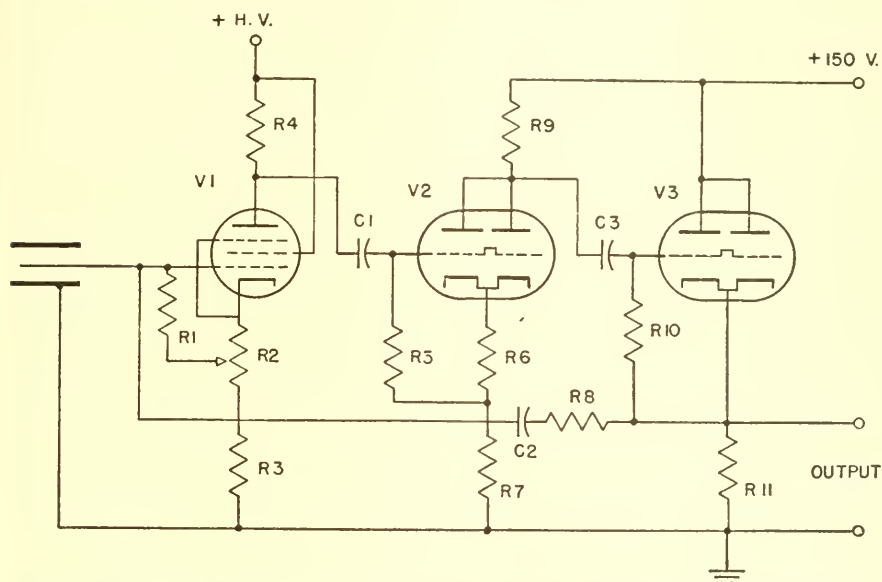 + H. V.
+150 V.
R4
R9
V1
V2
V3
C1
C3
R1
R2
R5
R6
R10
R8
C2
R3
R7
R11
OUTPUT